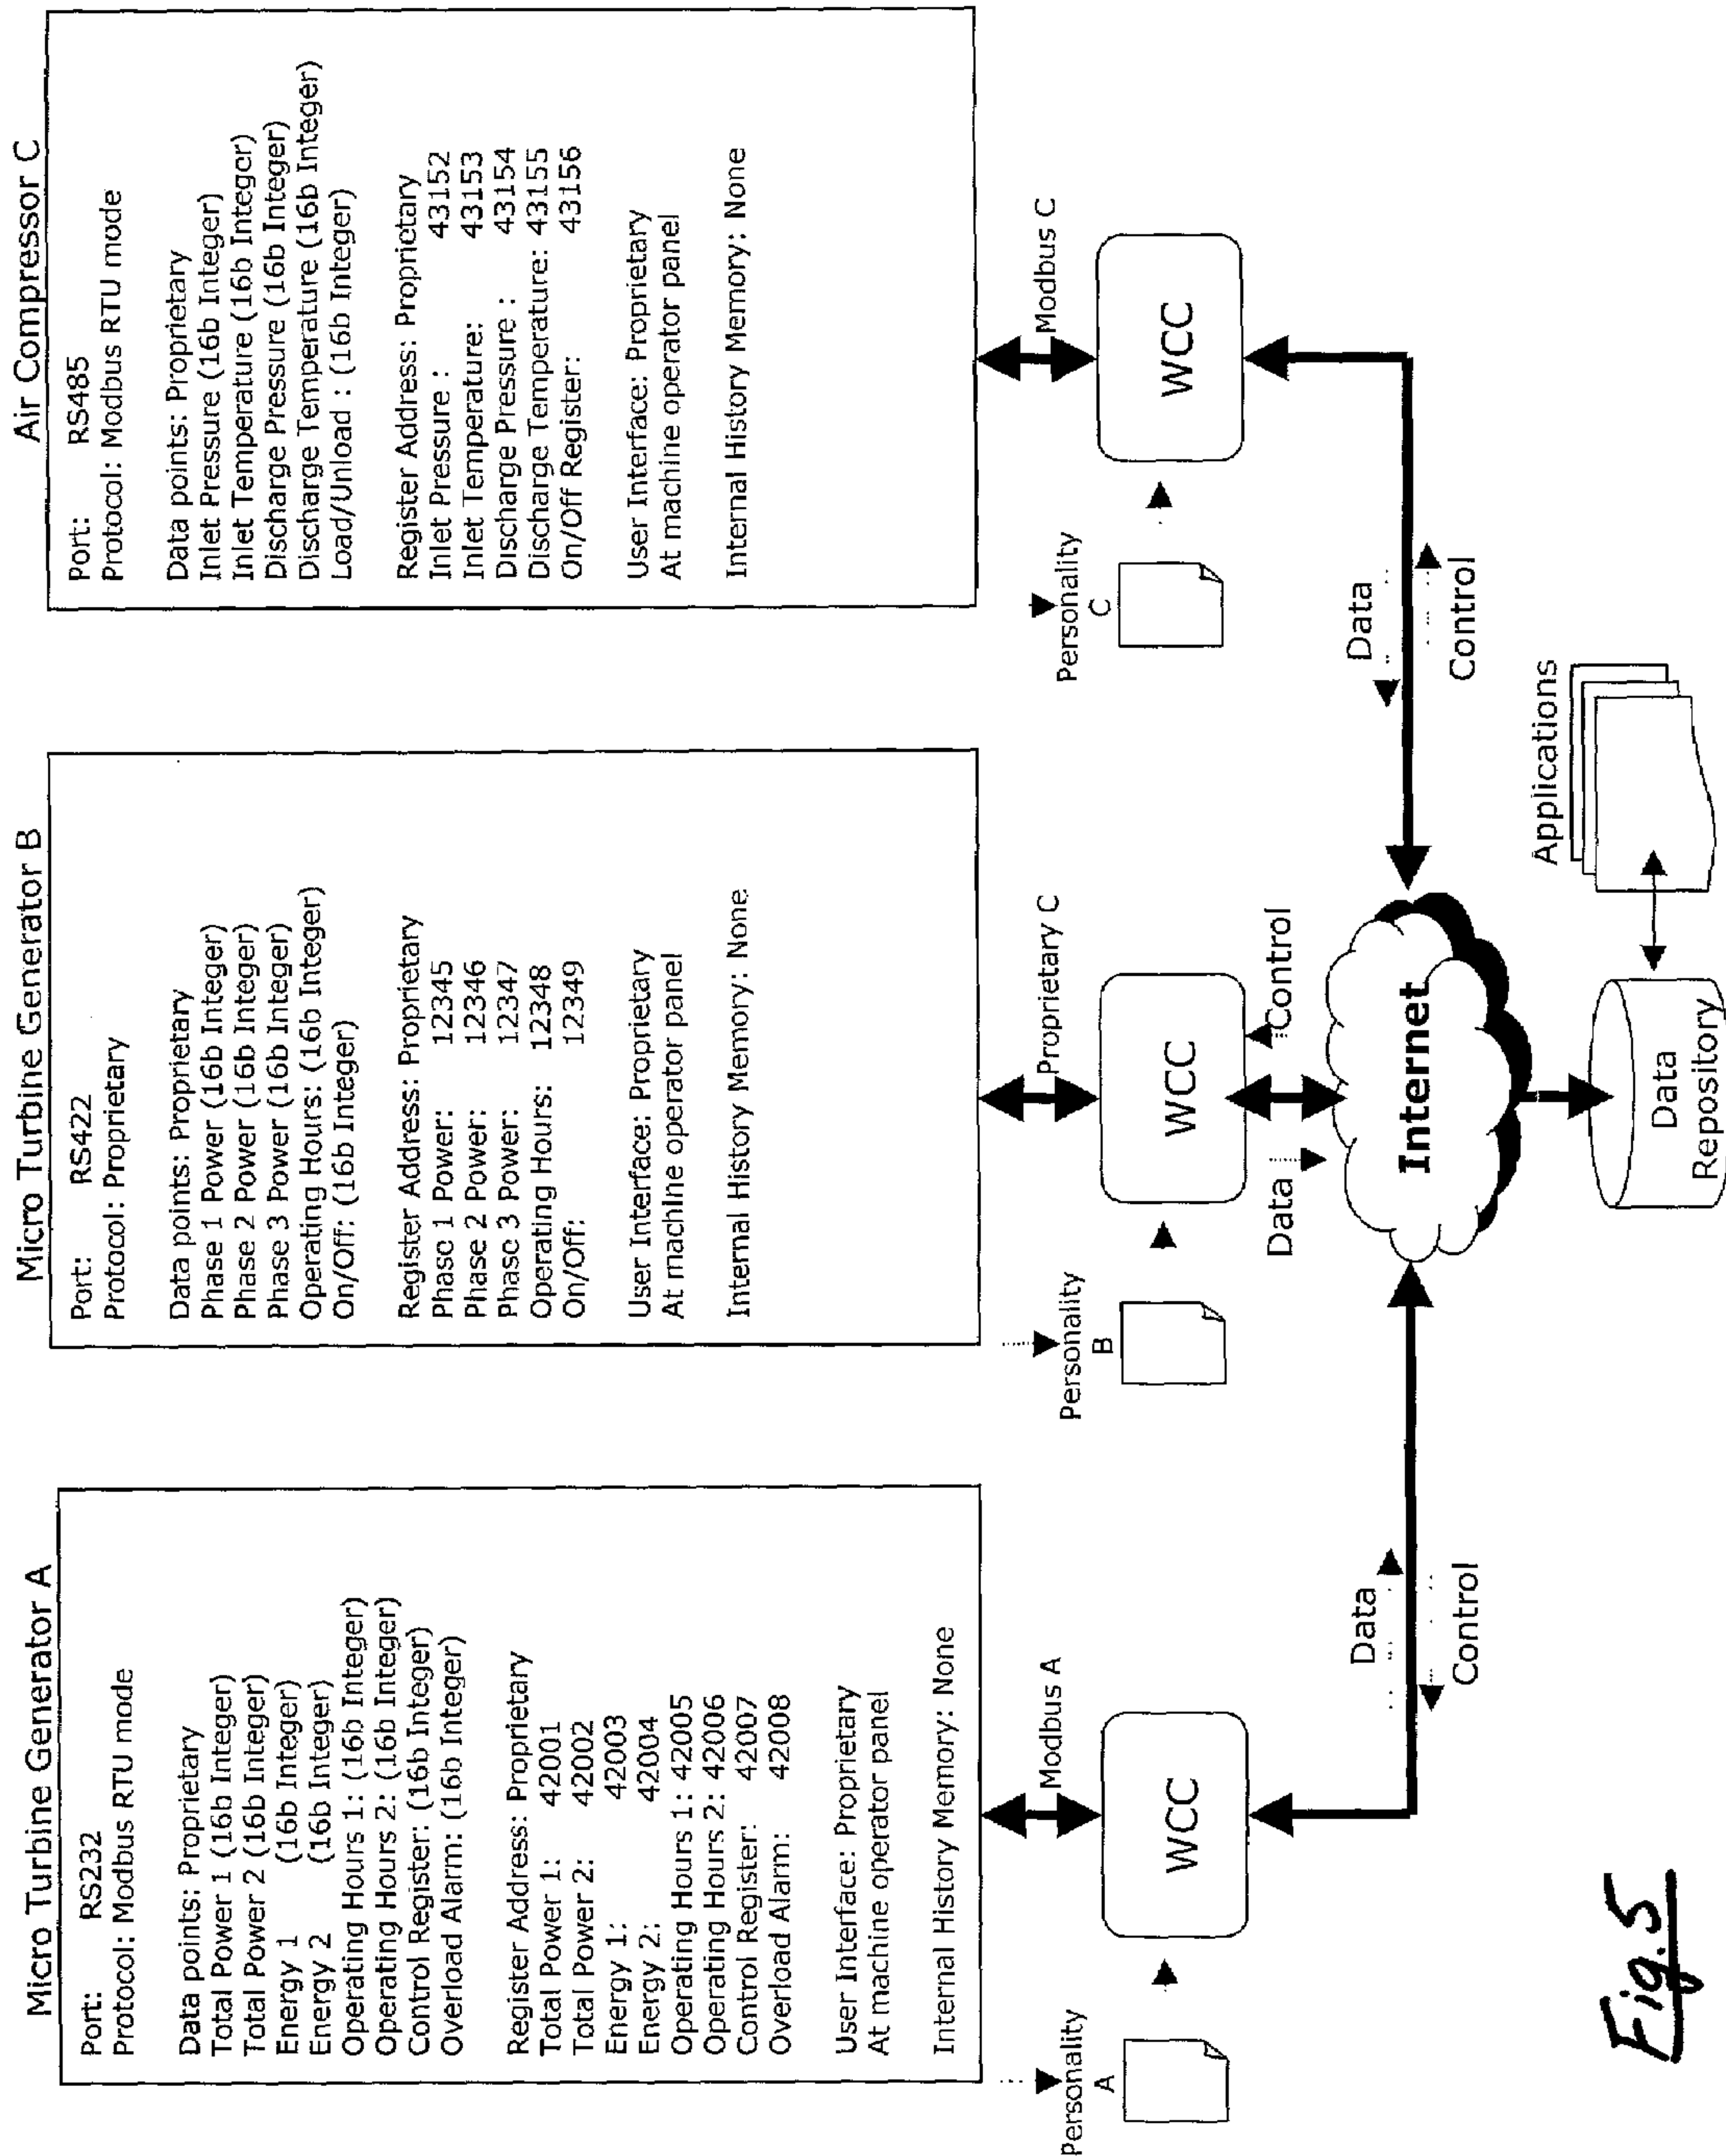 Micro Turbine Generator A
Port: RS232
Protocol: Modbus RTU mode
Data points: Proprietary
Total Power 1 (16b Integer)
Total Power 2 (16b Integer)
Energy 1 (16b Integer)
Energy 2 (16b Integer)
Operating Hours 1: (16b Integer)
Operating Hours 2: (16b Integer)
Control Register: (16b Integer)
Overload Alarm: (16b Integer)
Register Address: Proprietary
Total Power 1: 42001
Total Power 2: 42002
Energy 1: 42003
Energy 2: 42004
Operating Hours 1: 42005
Operating Hours 2: 42006
Control Register: 42007
Overload Alarm: 42008
User Interface: Proprietary
At machine operator panel
Internal History Memory: None
Micro Turbine Generator B
Port: RS422
Protocol: Proprietary
Data points: Proprietary
Phase 1 Power (16b Integer)
Phase 2 Power (16b Integer)
Phase 3 Power (16b Integer)
Operating Hours: (16b Integer)
On/Off: (16b Integer)
Register Address: Proprietary
Phase 1 Power: 12345
Phase 2 Power: 12346
Phase 3 Power: 12347
Operating Hours: 12348
On/Off: 12349
User Interface: Proprietary
At machine operator panel
Internal History Memory: None
Air Compressor C
Port: RS485
Protocol: Modbus RTU mode
Data points: Proprietary
Inlet Pressure (16b Integer)
Inlet Temperature (16b Integer)
Discharge Pressure (16b Integer)
Discharge Temperature (16b Integer)
Load/Unload : (16b Integer)
Register Address: Proprietary
Inlet Pressure : 43152
Inlet Temperature: 43153
Discharge Pressure : 43154
Discharge Temperature: 43155
On/Off Register: 43156
User Interface: Proprietary
At machine operator panel
Internal History Memory: None
Personality
A
Modbus A
WCC
Personality
B
Proprietary C
WCC
Personality
C
Modbus C
WCC
Data
Control
Data
Control
Data
Control
Internet
Data
Repository
Applications
Fig. 5